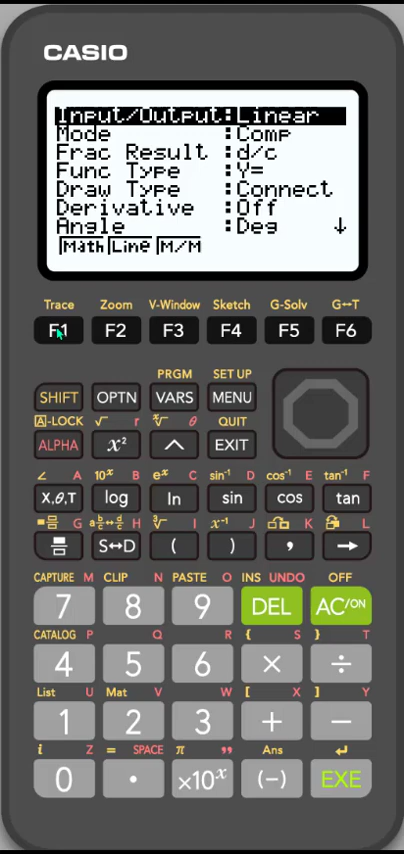 CASIO
Input/Output:Linear
Mode :Comp
Frac Result :d/c
Func Type :Y=
Draw Type :Connect
Derivative :Off
Angle :Deg ↓
Math Line M/M
Trace Zoom V-Window Sketch G-Solv G↔T
F1 F2 F3 F4 F5 F6
PRGM SET UP
SHIFT OPTN VARS MENU
A-LOCK √ r ˣ√ θ QUIT
ALPHA x² ^ EXIT
∠ A 10ˣ B eˣ C sin⁻¹ D cos⁻¹ E tan⁻¹ F
X,θ,T log ln sin cos tan
G a b/c↔d/c H ³√ I x⁻¹ J K L
S↔D ( ) , →
CAPTURE M CLIP N PASTE O INS UNDO OFF
7 8 9 DEL AC/ON
CATALOG P Q R { S } T
4 5 6 × ÷
List U Mat V W [ X ] Y
1 2 3 + −
i Z = SPACE π " Ans ↵
0 . ×10ˣ (−) EXE